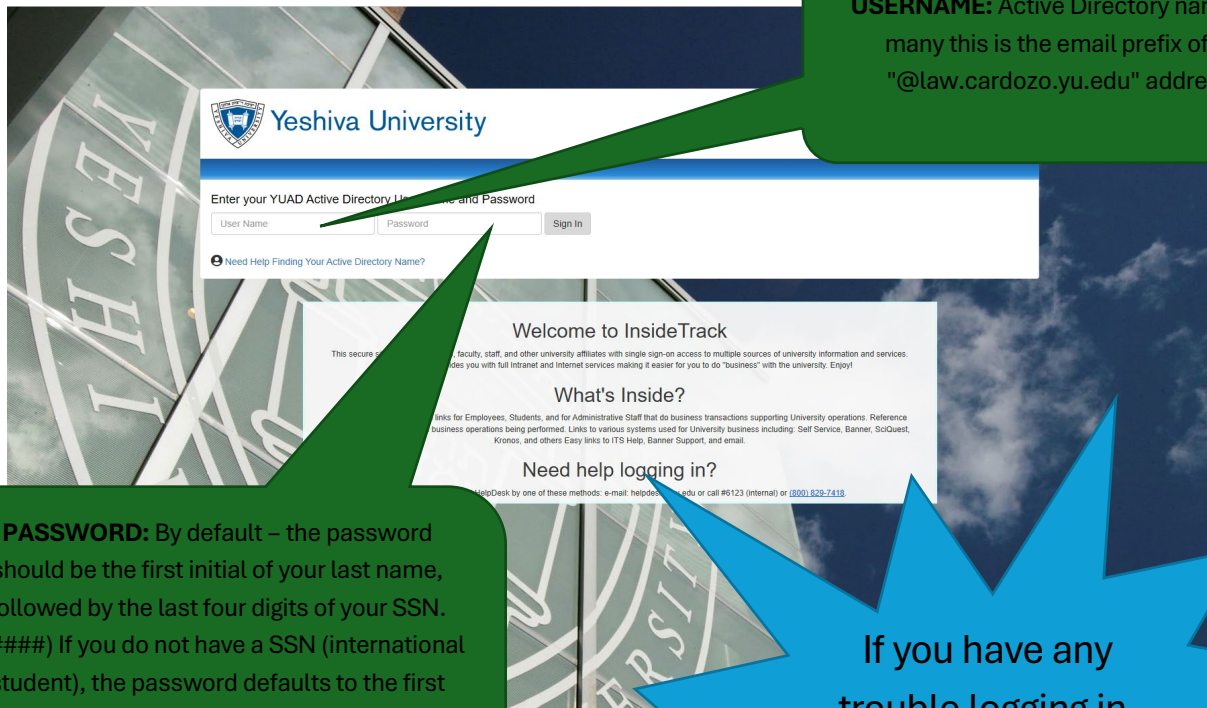 USERNAME: Active Directory nam
many this is the email prefix of
"@law.cardozo.yu.edu" addre
Yeshiva University
Enter your YUAD Active Directory and Password
User Name
Password
Sign In
Need Help Finding Your Active Directory Name?
Welcome to InsideTrack
This secure faculty, staff, and other university affiliates with single sign-on access to multiple sources of university information and services.
you with full Intranet and Internet services making it easier for you to do "business" with the university. Enjoy!
What's Inside?
links for Employees, Students, and for Administrative Staff that do business transactions supporting University operations. Reference
business operations being performed. Links to various systems used for University business including: Self Service, Banner, SciQuest,
Kronos, and others Easy links to ITS Help, Banner Support, and email.
Need help logging in?
HelpDesk by one of these methods: e-mail: edu or call #6123 (internal) or (800) 829-7418.
PASSWORD: By default – the password
should be the first initial of your last name,
ollowed by the last four digits of your SSN.
###) If you do not have a SSN (international
student), the password defaults to the first
If you have any
trouble logging in